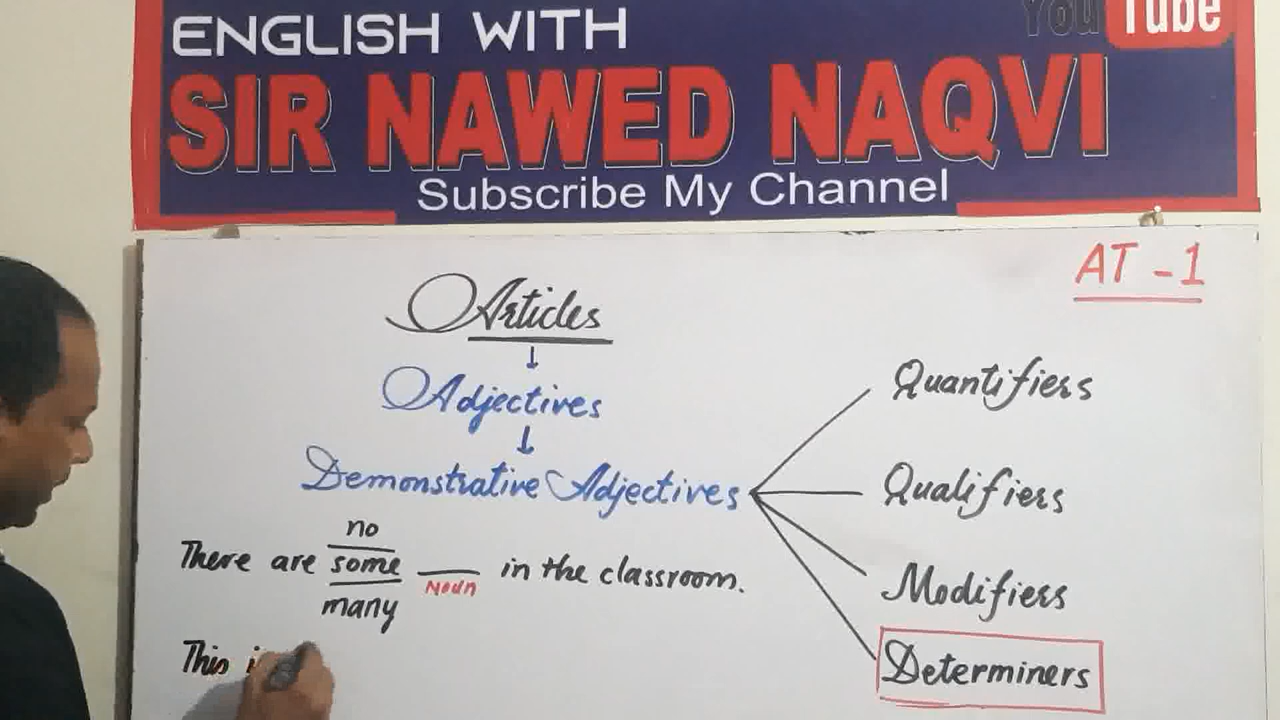 ENGLISH WITH
YouTube
SIR NAWED NAQVI
Subscribe My Channel
AT - 1
Articles
Adjectives
Demonstrative Adjectives
Quantifiers
Qualifiers
Modifiers
Determiners
no
There are some ____ in the classroom.
Noun
many
This